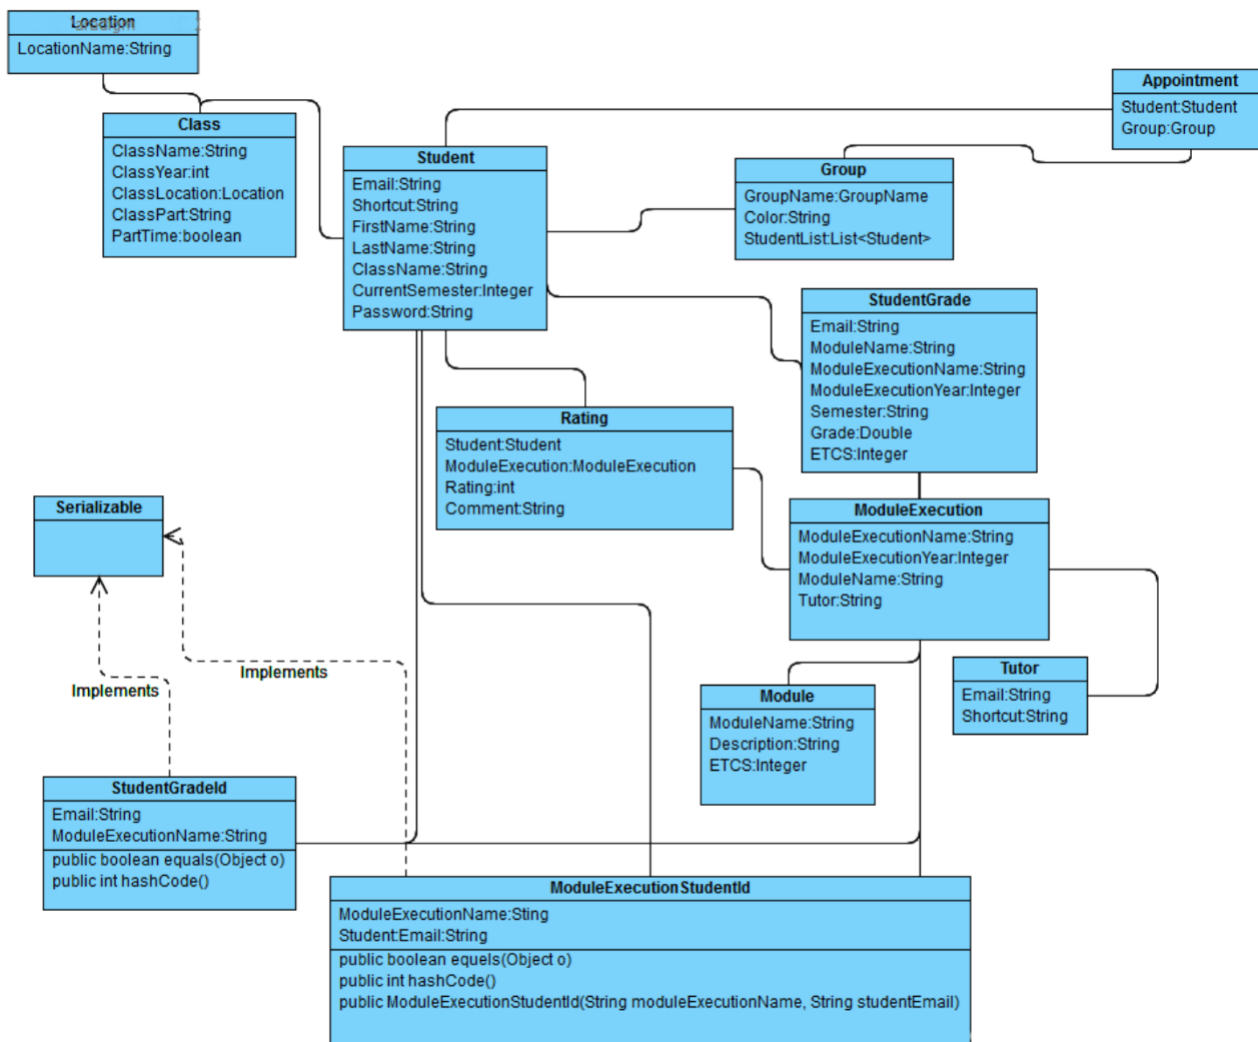 Location
LocationName:String
Class
ClassName:String
ClassYear:int
ClassLocation:Location
ClassPart:String
PartTime:boolean
Student
Email:String
Shortcut:String
FirstName:String
LastName:String
ClassName:String
CurrentSemester:Integer
Password:String
Group
GroupName:GroupName
Color:String
StudentList:List<Student>
Appointment
Student:Student
Group:Group
StudentGrade
Email:String
ModuleName:String
ModuleExecutionName:String
ModuleExecutionYear:Integer
Semester:String
Grade:Double
ETCS:Integer
Rating
Student:Student
ModuleExecution:ModuleExecution
Rating:int
Comment:String
Serializable
ModuleExecution
ModuleExecutionName:String
ModuleExecutionYear:Integer
ModuleName:String
Tutor:String
Implements
Implements
Module
ModuleName:String
Description:String
ETCS:Integer
Tutor
Email:String
Shortcut:String
StudentGradeId
Email:String
ModuleExecutionName:String
public boolean equals(Object o)
public int hashCode()
ModuleExecutionStudentId
ModuleExecutionName:Sting
Student:Email:String
public boolean equels(Object o)
public int hashCode()
public ModuleExecutionStudentId(String moduleExecutionName, String studentEmail)